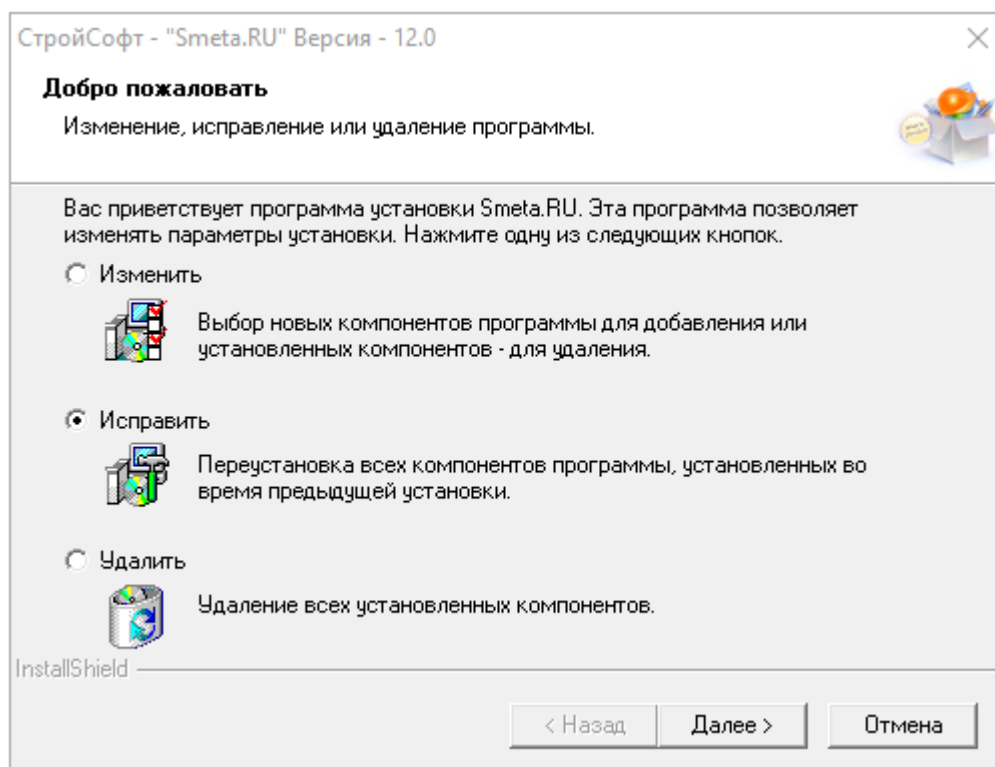 СтройСофт - "Smeta.RU" Версия - 12.0
Добро пожаловать
Изменение, исправление или удаление программы.
Вас приветствует программа установки Smeta.RU. Эта программа позволяет
изменять параметры установки. Нажмите одну из следующих кнопок.
Изменить
Выбор новых компонентов программы для добавления или
установленных компонентов - для удаления.
Исправить
Переустановка всех компонентов программы, установленных во
время предыдущей установки.
Удалить
Удаление всех установленных компонентов.
InstallShield
< Назад Далее > Отмена